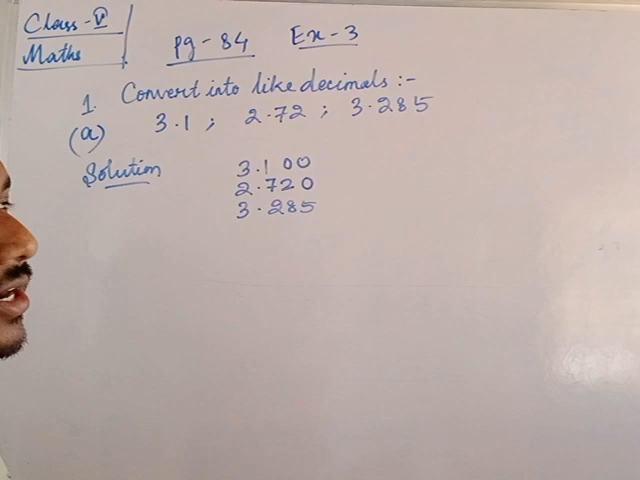 Class - V
Maths
Pg - 84 Ex - 3
1. Convert into like decimals :-
(a) 3.1 ; 2.72 ; 3.285
Solution 3.100
2.720
3.285